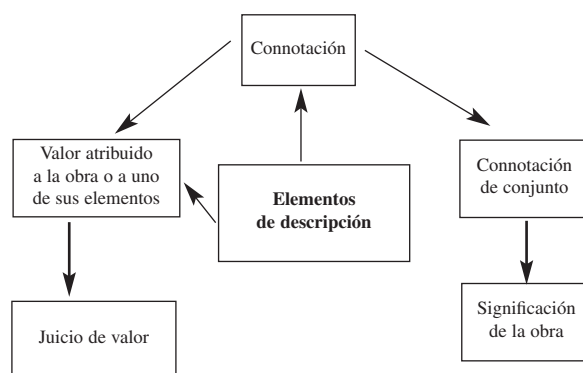 Connotación
Valor atribuido
a la obra o a uno
de sus elementos
Elementos
de descripción
Connotación
de conjunto
Juicio de valor
Significación
de la obra